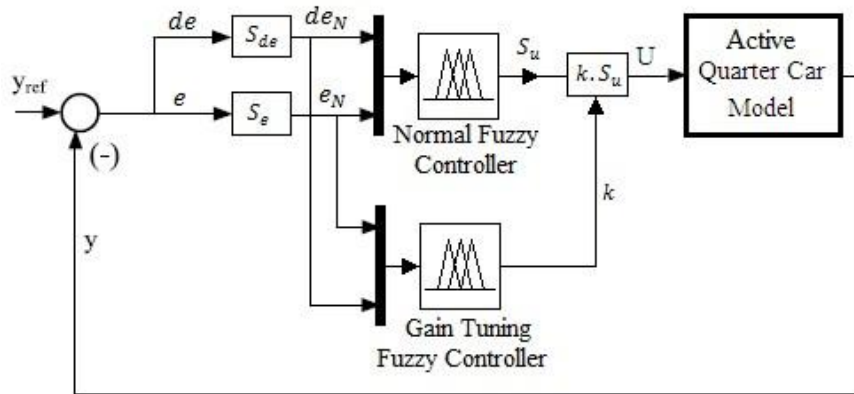 de
S_de
de_N
y_ref
e
S_e
e_N
(-)
y
Normal Fuzzy
Controller
S_u
k.S_u
U
Active
Quarter Car
Model
k
Gain Tuning
Fuzzy Controller